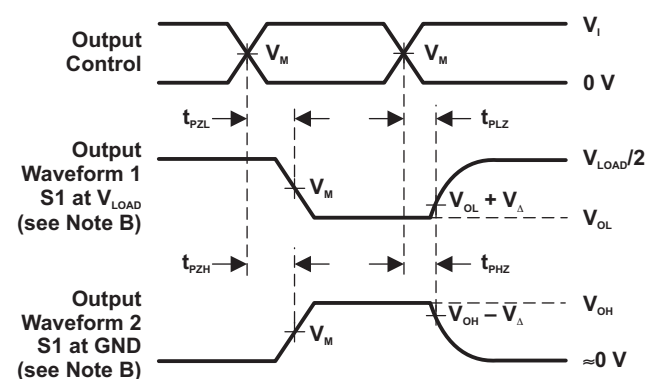 Output
Control
V_M
V_M
V_I
0 V
t_PZL
t_PLZ
Output
Waveform 1
S1 at V_LOAD
(see Note B)
V_M
V_OL + V_Δ
V_LOAD/2
V_OL
t_PZH
t_PHZ
Output
Waveform 2
S1 at GND
(see Note B)
V_M
V_OH – V_Δ
V_OH
≈0 V